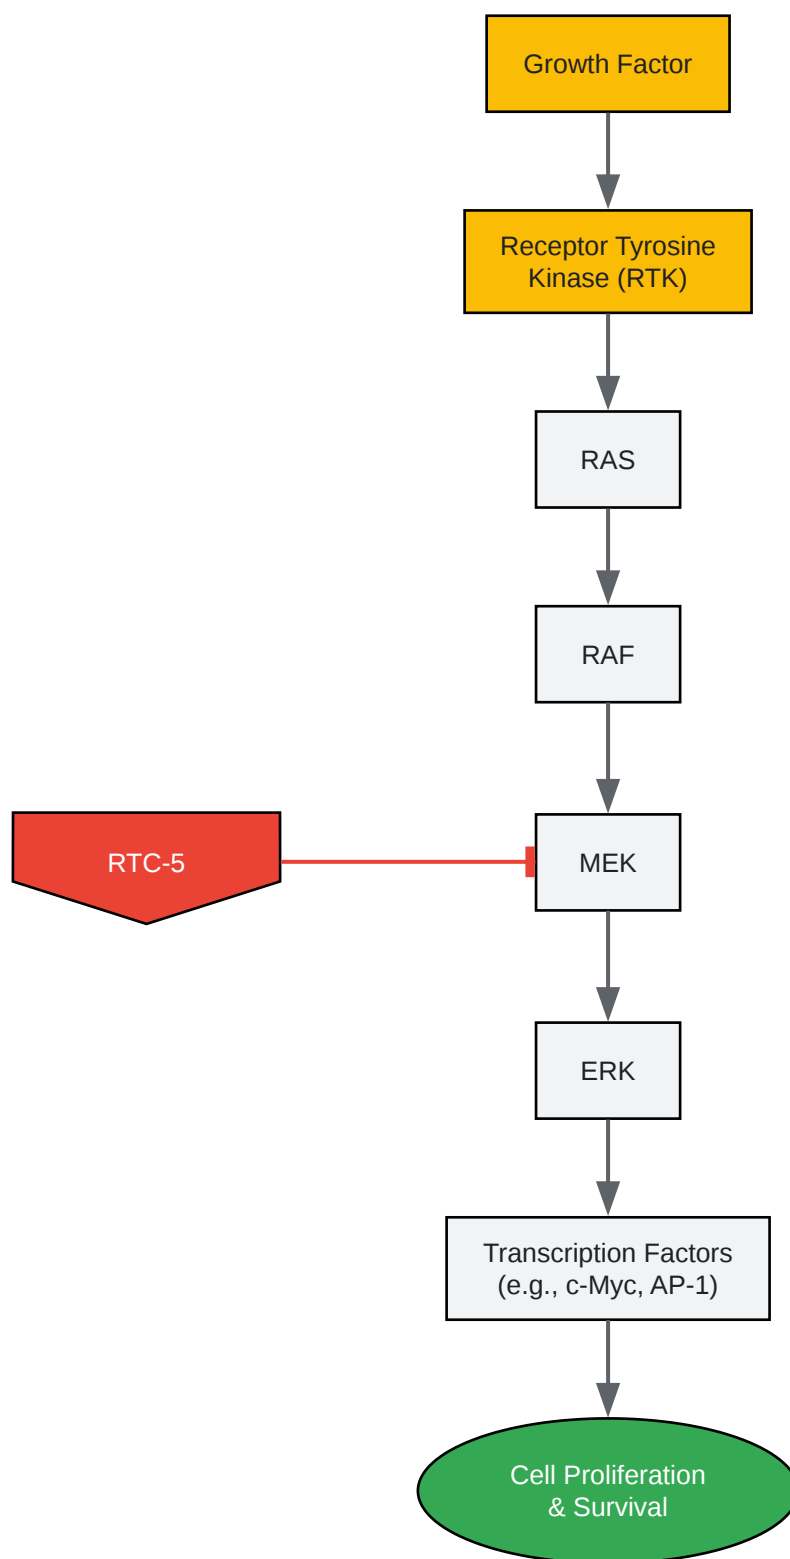 Growth Factor
Receptor Tyrosine
Kinase (RTK)
RAS
RAF
RTC-5
MEK
ERK
Transcription Factors
(e.g., c-Myc, AP-1)
Cell Proliferation
& Survival